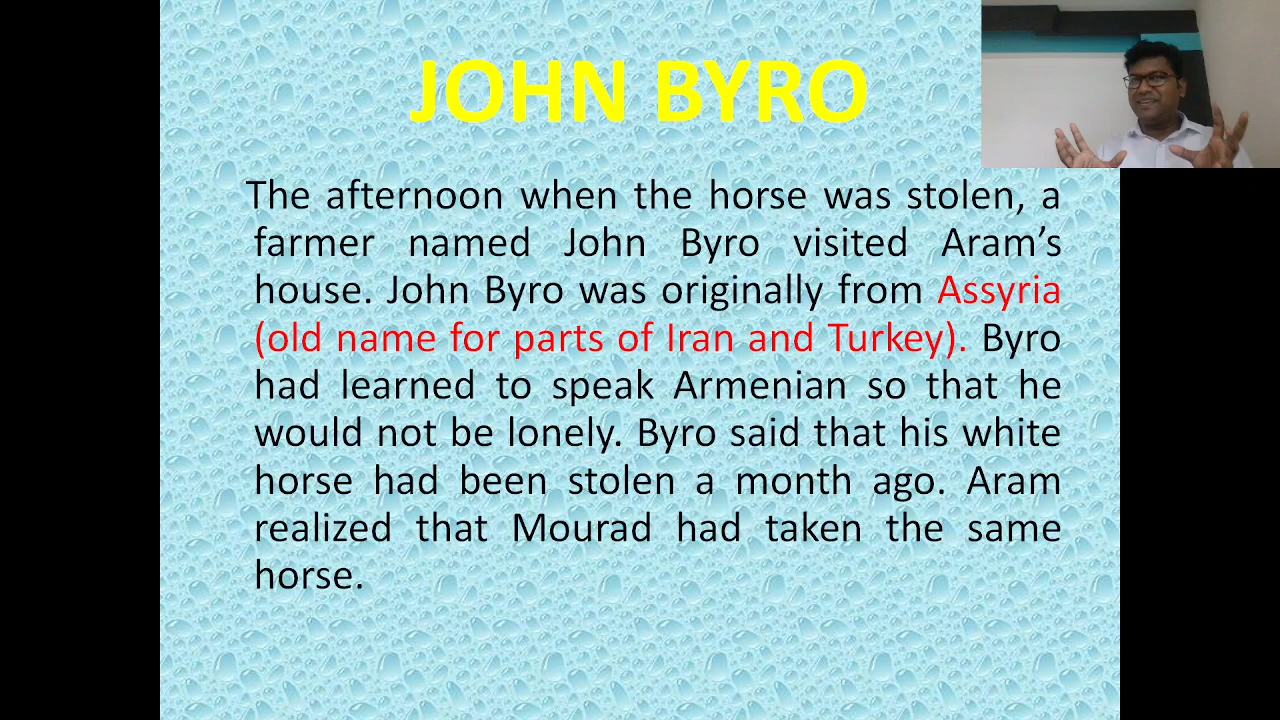 JOHN BYRO
The afternoon when the horse was stolen, a
farmer named John Byro visited Aram’s
house. John Byro was originally from Assyria
(old name for parts of Iran and Turkey). Byro
had learned to speak Armenian so that he
would not be lonely. Byro said that his white
horse had been stolen a month ago. Aram
realized that Mourad had taken the same
horse.